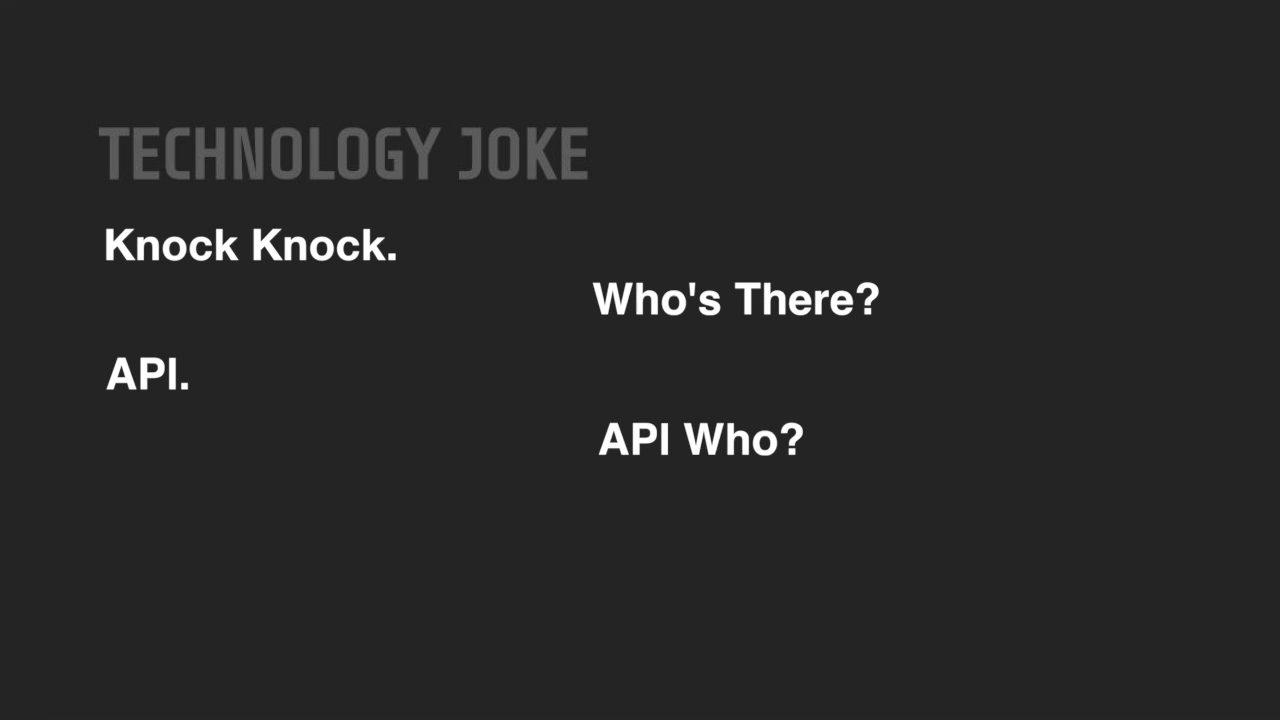 TECHNOLOGY JOKE
Knock Knock.
Who's There?
API.
API Who?